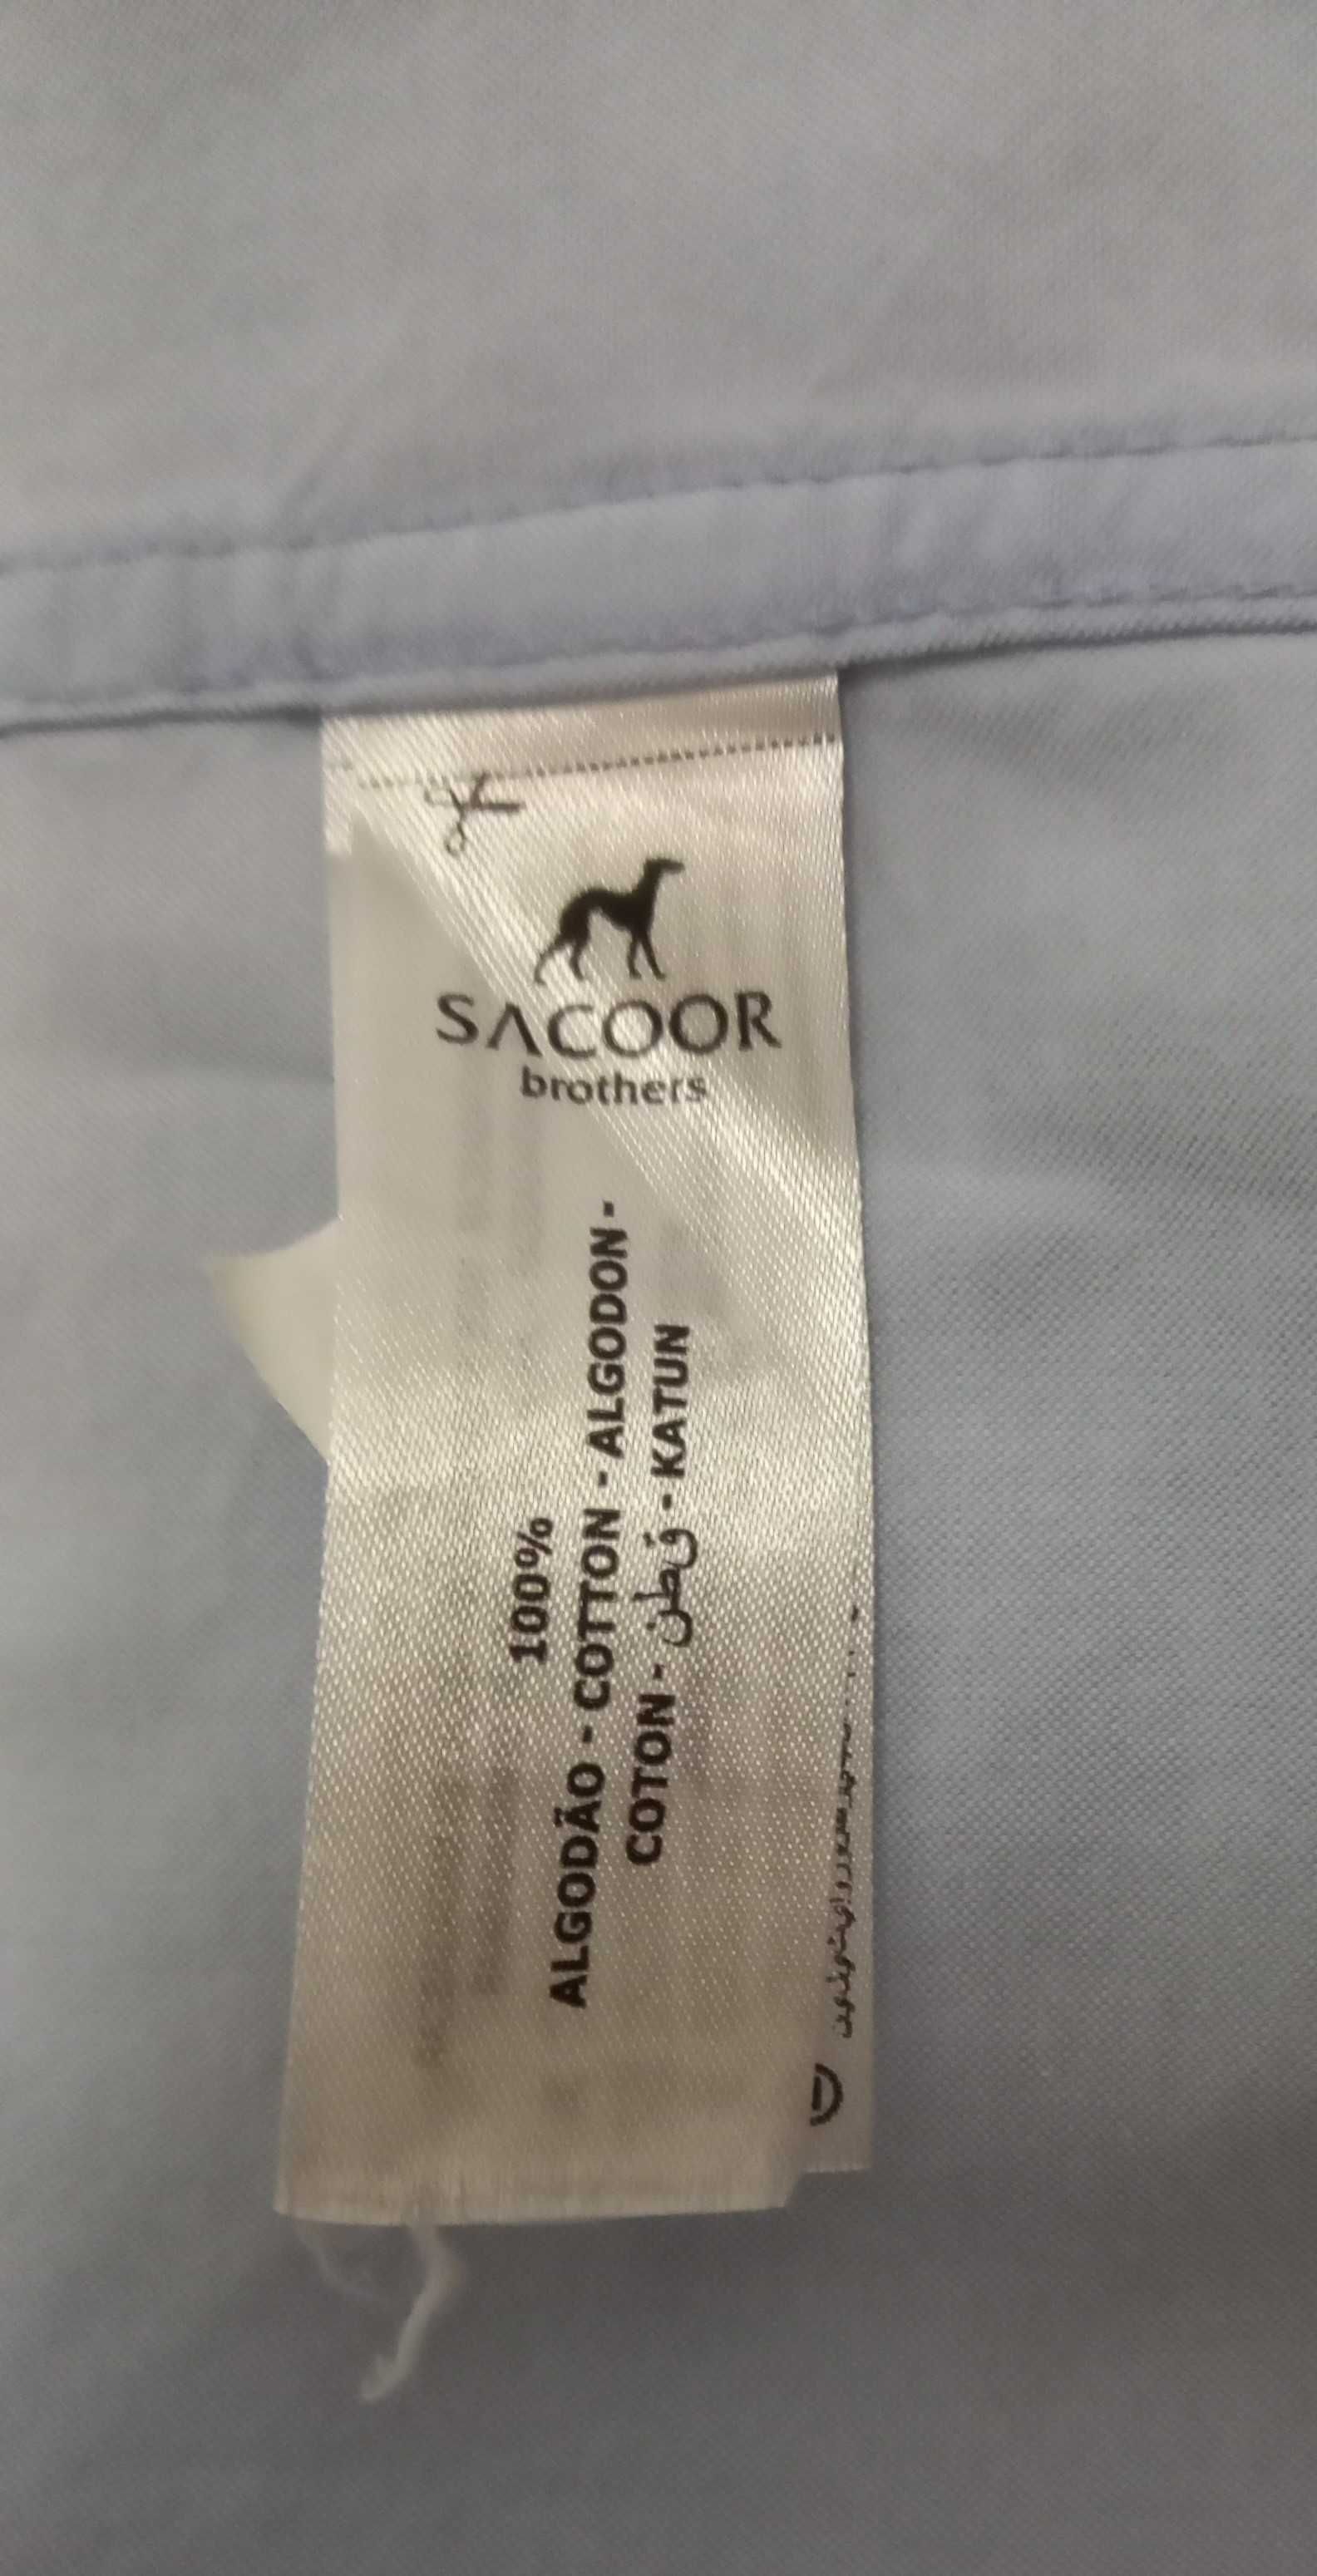 SACOOR
brothers
100%
ALGODÃO - COTTON - ALGODON -
COTON - قطن - KATUN